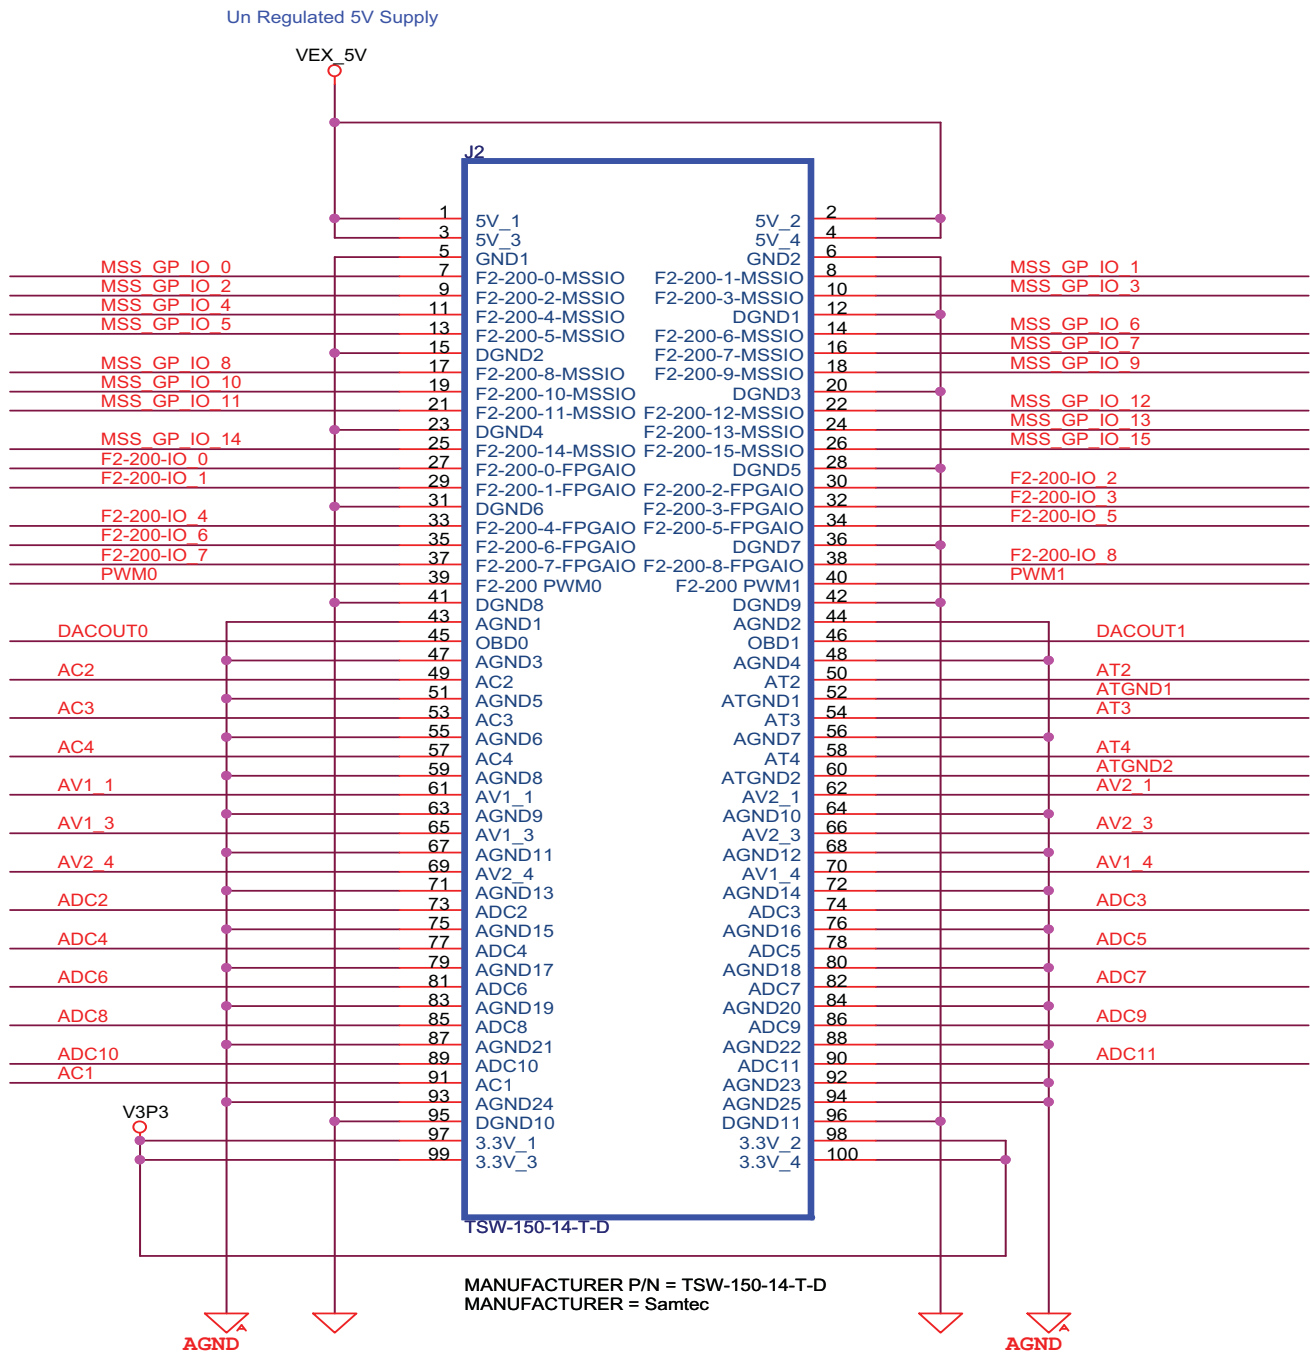 Un Regulated 5V Supply
VEX_5V
J2
1 5V_1 5V_2 2
3 5V_3 5V_4 4
5 GND1 GND2 6
MSS_GP_IO_0 7 F2-200-0-MSSIO F2-200-1-MSSIO 8 MSS_GP_IO_1
MSS_GP_IO_2 9 F2-200-2-MSSIO F2-200-3-MSSIO 10 MSS_GP_IO_3
MSS_GP_IO_4 11 F2-200-4-MSSIO DGND1 12
MSS_GP_IO_5 13 F2-200-5-MSSIO F2-200-6-MSSIO 14 MSS_GP_IO_6
15 DGND2 F2-200-7-MSSIO 16 MSS_GP_IO_7
MSS_GP_IO_8 17 F2-200-8-MSSIO F2-200-9-MSSIO 18 MSS_GP_IO_9
MSS_GP_IO_10 19 F2-200-10-MSSIO DGND3 20
MSS_GP_IO_11 21 F2-200-11-MSSIO F2-200-12-MSSIO 22 MSS_GP_IO_12
23 DGND4 F2-200-13-MSSIO 24 MSS_GP_IO_13
MSS_GP_IO_14 25 F2-200-14-MSSIO F2-200-15-MSSIO 26 MSS_GP_IO_15
F2-200-IO_0 27 F2-200-0-FPGAIO DGND5 28
F2-200-IO_1 29 F2-200-1-FPGAIO F2-200-2-FPGAIO 30 F2-200-IO_2
31 DGND6 F2-200-3-FPGAIO 32 F2-200-IO_3
F2-200-IO_4 33 F2-200-4-FPGAIO F2-200-5-FPGAIO 34 F2-200-IO_5
F2-200-IO_6 35 F2-200-6-FPGAIO DGND7 36
F2-200-IO_7 37 F2-200-7-FPGAIO F2-200-8-FPGAIO 38 F2-200-IO_8
PWM0 39 F2-200 PWM0 F2-200 PWM1 40 PWM1
41 DGND8 DGND9 42
43 AGND1 AGND2 44
DACOUT0 45 OBD0 OBD1 46 DACOUT1
47 AGND3 AGND4 48
AC2 49 AC2 AT2 50 AT2
51 AGND5 ATGND1 52 ATGND1
AC3 53 AC3 AT3 54 AT3
55 AGND6 AGND7 56
AC4 57 AC4 AT4 58 AT4
59 AGND8 ATGND2 60 ATGND2
AV1_1 61 AV1_1 AV2_1 62 AV2_1
63 AGND9 AGND10 64
AV1_3 65 AV1_3 AV2_3 66 AV2_3
67 AGND11 AGND12 68
AV2_4 69 AV2_4 AV1_4 70 AV1_4
71 AGND13 AGND14 72
ADC2 73 ADC2 ADC3 74 ADC3
75 AGND15 AGND16 76
ADC4 77 ADC4 ADC5 78 ADC5
79 AGND17 AGND18 80
ADC6 81 ADC6 ADC7 82 ADC7
83 AGND19 AGND20 84
ADC8 85 ADC8 ADC9 86 ADC9
87 AGND21 AGND22 88
ADC10 89 ADC10 ADC11 90 ADC11
AC1 91 AC1 AGND23 92
93 AGND24 AGND25 94
V3P3
95 DGND10 DGND11 96
97 3.3V_1 3.3V_2 98
99 3.3V_3 3.3V_4 100
TSW-150-14-T-D
MANUFACTURER P/N = TSW-150-14-T-D
MANUFACTURER = Samtec
A A
AGND AGND